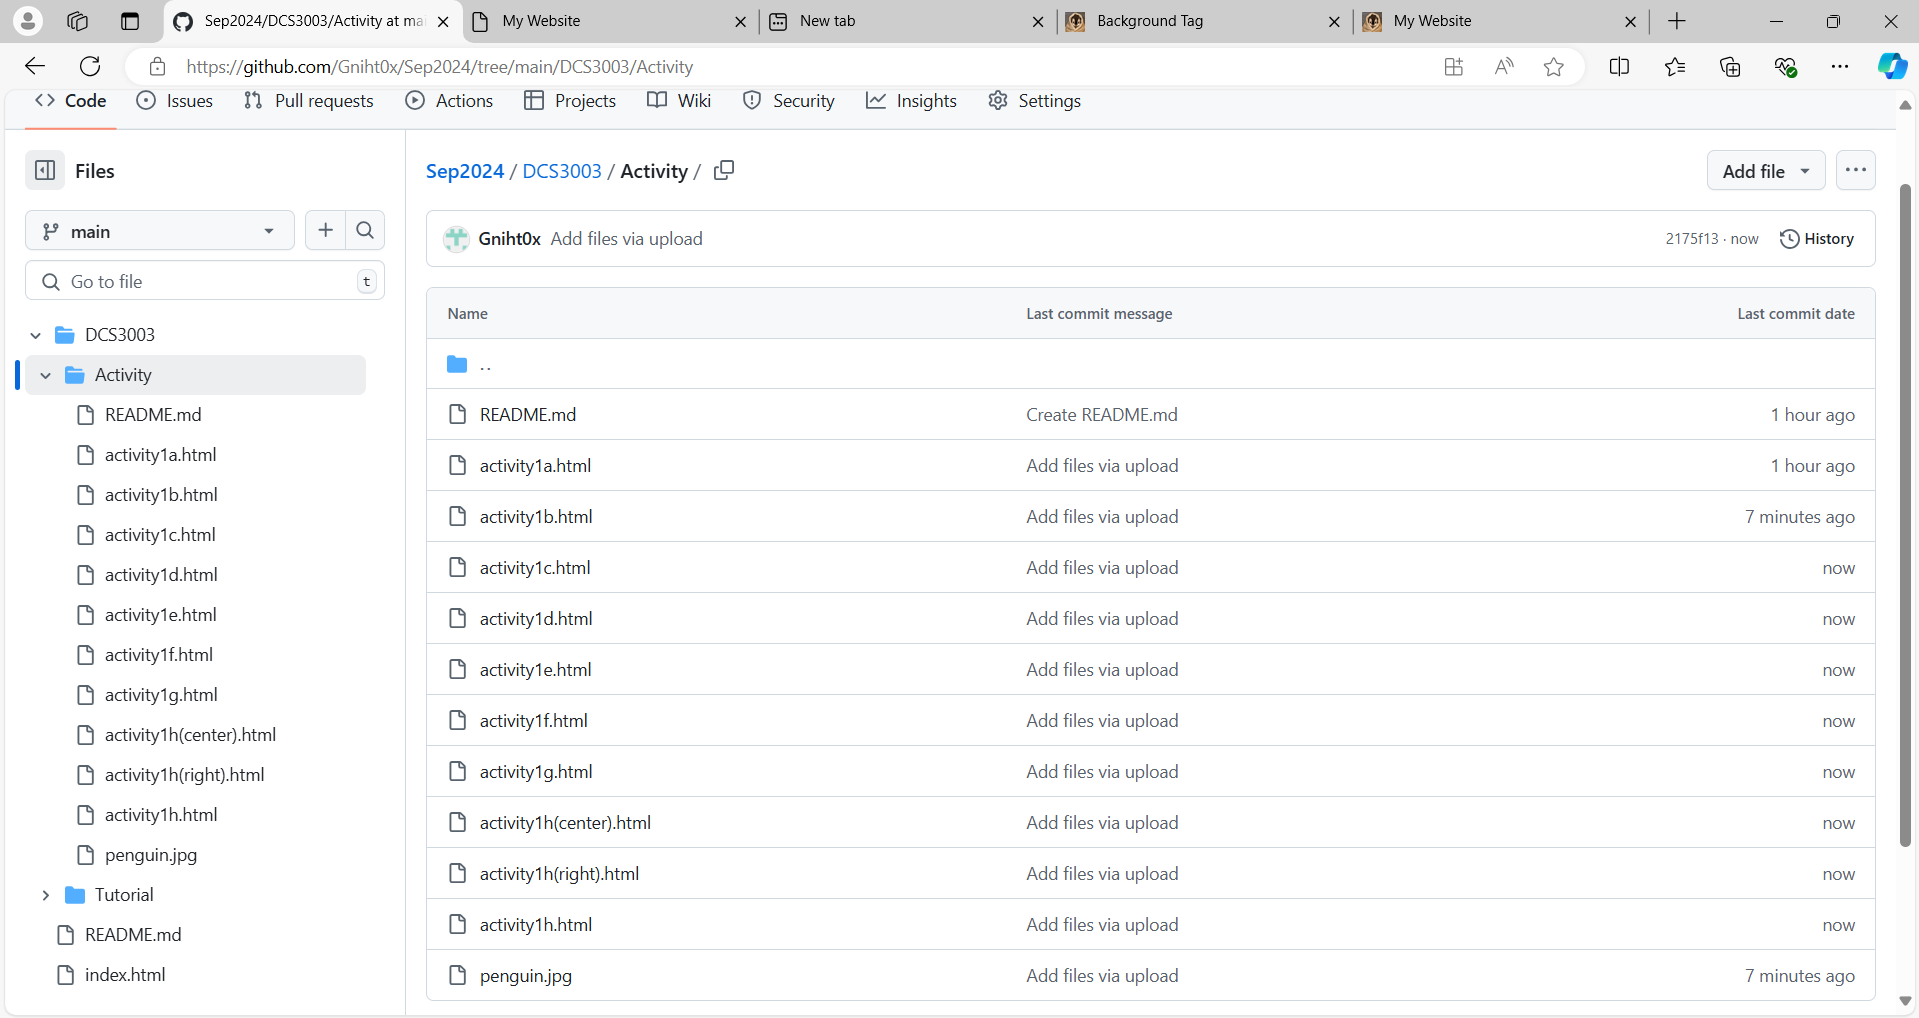 Sep2024/DCS3003/Activity at mai
My Website
New tab
Background Tag
My Website
https://github.com/Gniht0x/Sep2024/tree/main/DCS3003/Activity
Code
Issues
Pull requests
Actions
Projects
Wiki
Security
Insights
Settings
Files
main
Go to file
t
DCS3003
Activity
README.md
activity1a.html
activity1b.html
activity1c.html
activity1d.html
activity1e.html
activity1f.html
activity1g.html
activity1h(center).html
activity1h(right).html
activity1h.html
penguin.jpg
Tutorial
README.md
index.html
Sep2024 / DCS3003 / Activity /
Add file
Gniht0x Add files via upload
2175f13 · now
History
Name Last commit message Last commit date
..
README.md Create README.md 1 hour ago
activity1a.html Add files via upload 1 hour ago
activity1b.html Add files via upload 7 minutes ago
activity1c.html Add files via upload now
activity1d.html Add files via upload now
activity1e.html Add files via upload now
activity1f.html Add files via upload now
activity1g.html Add files via upload now
activity1h(center).html Add files via upload now
activity1h(right).html Add files via upload now
activity1h.html Add files via upload now
penguin.jpg Add files via upload 7 minutes ago